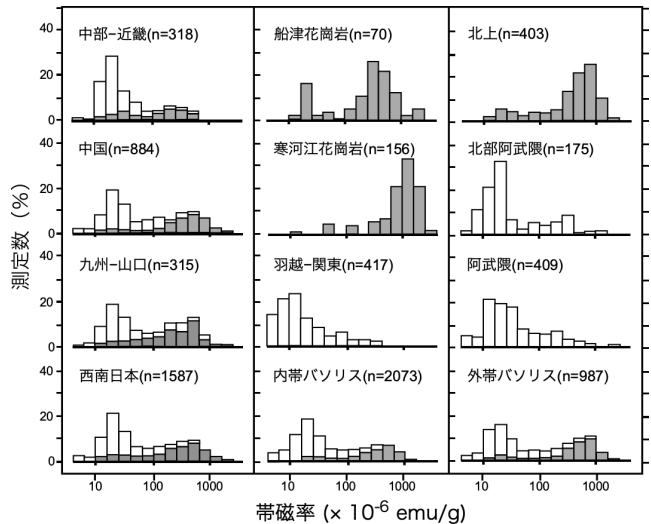 50
40
20
0
中部−近畿(n=318)
船津花崗岩(n=70)
北上(n=403)
40
20
0
中国(n=884)
寒河江花崗岩(n=156)
北部阿武隈(n=175)
40
20
0
九州−山口(n=315)
羽越−関東(n=417)
阿武隈(n=409)
40
20
0
西南日本(n=1587)
内帯バソリス(n=2073)
外帯バソリス(n=987)
測定数 (%)
10 100 1000 10 100 1000 10 100 1000
帯磁率 (× 10⁻⁶ emu/g)